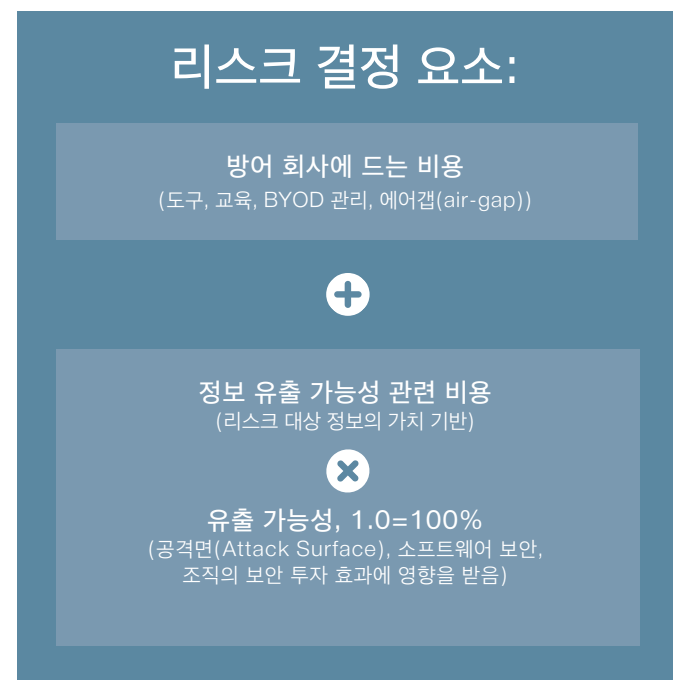 리스크 결정 요소:
방어 회사에 드는 비용
(도구, 교육, BYOD 관리, 에어갭(air-gap))
+
정보 유출 가능성 관련 비용
(리스크 대상 정보의 가치 기반)
×
유출 가능성, 1.0=100%
(공격면(Attack Surface), 소프트웨어 보안,
조직의 보안 투자 효과에 영향을 받음)